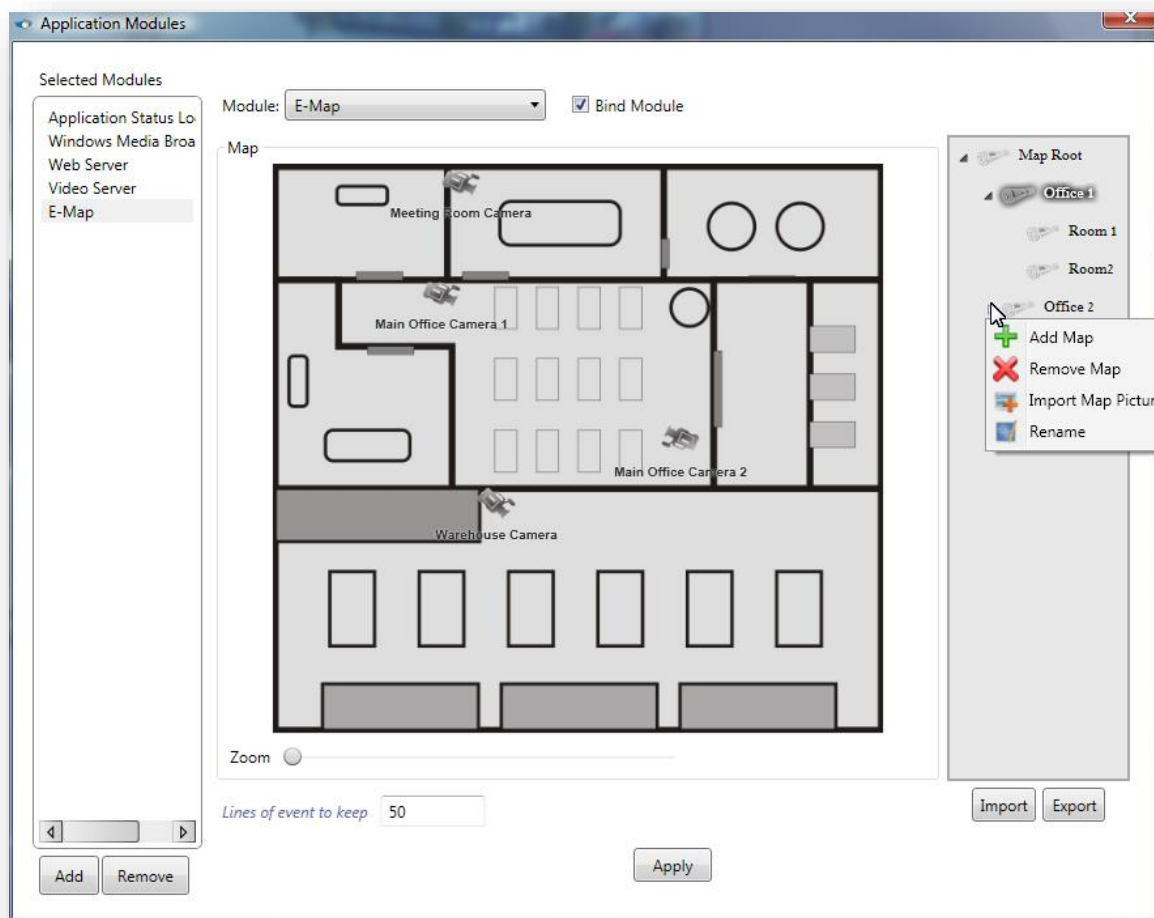 Application Modules
Selected Modules
Application Status Lo
Windows Media Broa
Web Server
Video Server
E-Map
Add
Remove
Module:
E-Map
Bind Module
Map
Meeting Room Camera
Main Office Camera 1
Main Office Camera 2
Warehouse Camera
Zoom
Lines of event to keep
50
Apply
Map Root
Office 1
Room 1
Room2
Office 2
Add Map
Remove Map
Import Map Pictur
Rename
Import
Export